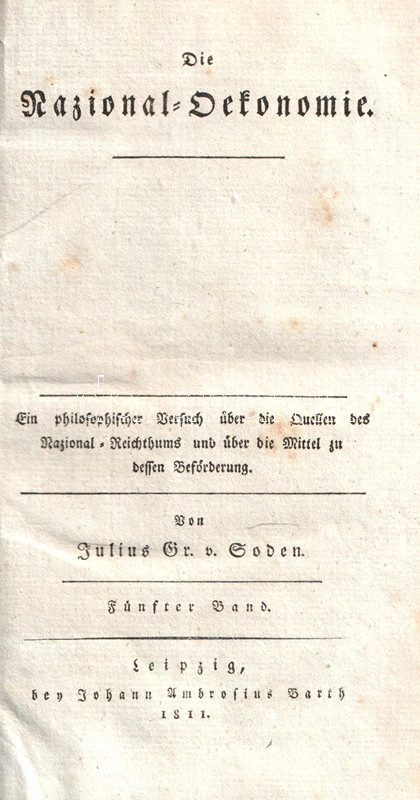 Die
Nazional-Oekonomie.
Ein philosophischer Versuch über die Quellen des
Nazional-Reichthums und über die Mittel zu
dessen Beförderung.
Von
Julius Gr. v. Soden.
Fünfter Band.
Leipzig,
bey Johann Ambrosius Barth
1811.